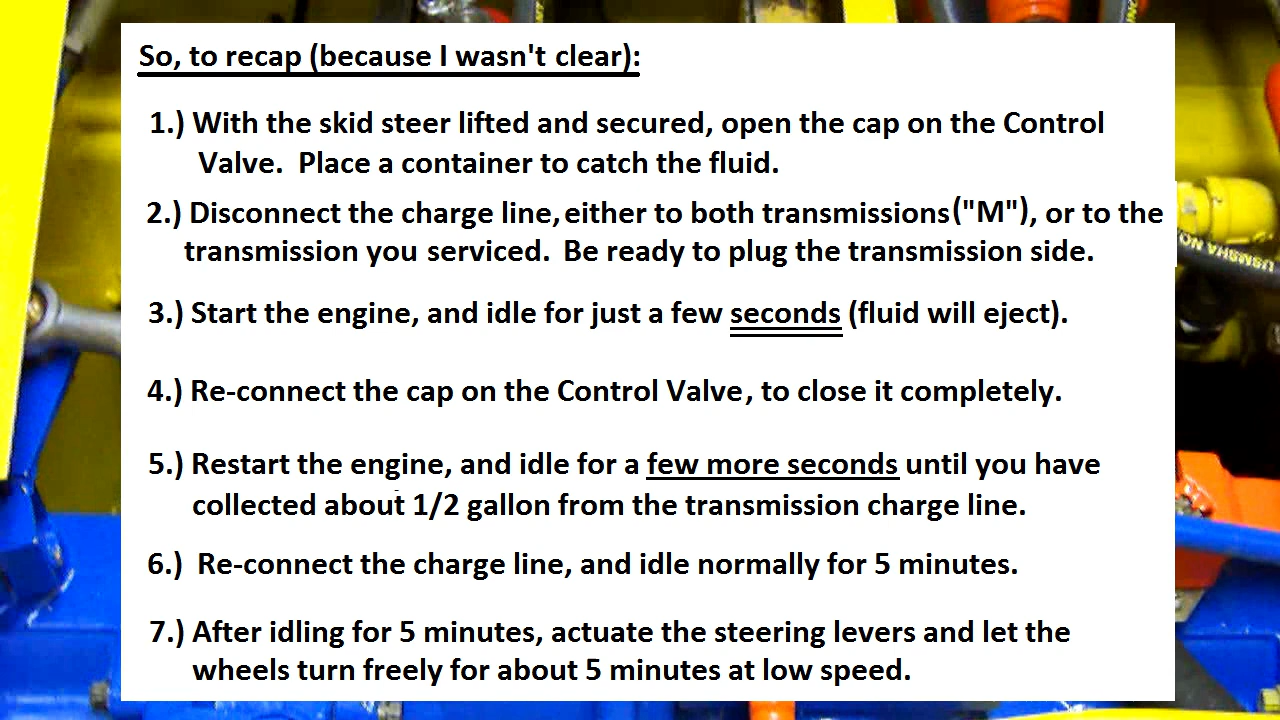 So, to recap (because I wasn't clear):
1.) With the skid steer lifted and secured, open the cap on the Control
Valve. Place a container to catch the fluid.
2.) Disconnect the charge line, either to both transmissions ("M"), or to the
transmission you serviced. Be ready to plug the transmission side.
3.) Start the engine, and idle for just a few seconds (fluid will eject).
4.) Re-connect the cap on the Control Valve, to close it completely.
5.) Restart the engine, and idle for a few more seconds until you have
collected about 1/2 gallon from the transmission charge line.
6.) Re-connect the charge line, and idle normally for 5 minutes.
7.) After idling for 5 minutes, actuate the steering levers and let the
wheels turn freely for about 5 minutes at low speed.
USMSHA NO